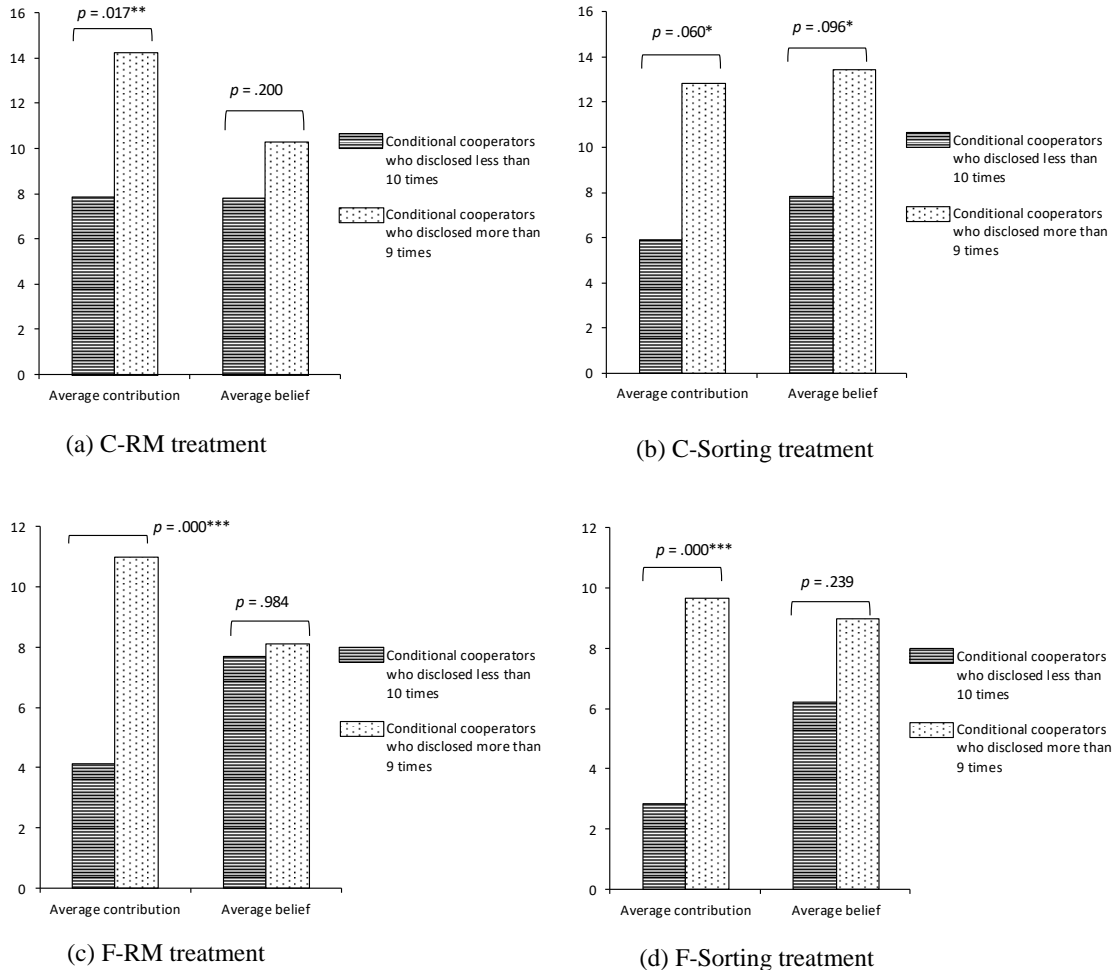 16
14
12
10
8
6
4
2
0
p = .017**
p = .200
Average contribution
Average belief
Conditional cooperators
who disclosed less than
10 times
Conditional cooperators
who disclosed more than
9 times
(a) C-RM treatment
16
14
12
10
8
6
4
2
0
p = .060*
p = .096*
Average contribution
Average belief
Conditional cooperators
who disclosed less than
10 times
Conditional cooperators
who disclosed more than
9 times
(b) C-Sorting treatment
12
10
8
6
4
2
0
p = .000***
p = .984
Average contribution
Average belief
Conditional cooperators
who disclosed less than
10 times
Conditional cooperators
who disclosed more than
9 times
(c) F-RM treatment
12
10
8
6
4
2
0
p = .000***
p = .239
Average contribution
Average belief
Conditional cooperators
who disclosed less than
10 times
Conditional cooperators
who disclosed more than
9 times
(d) F-Sorting treatment